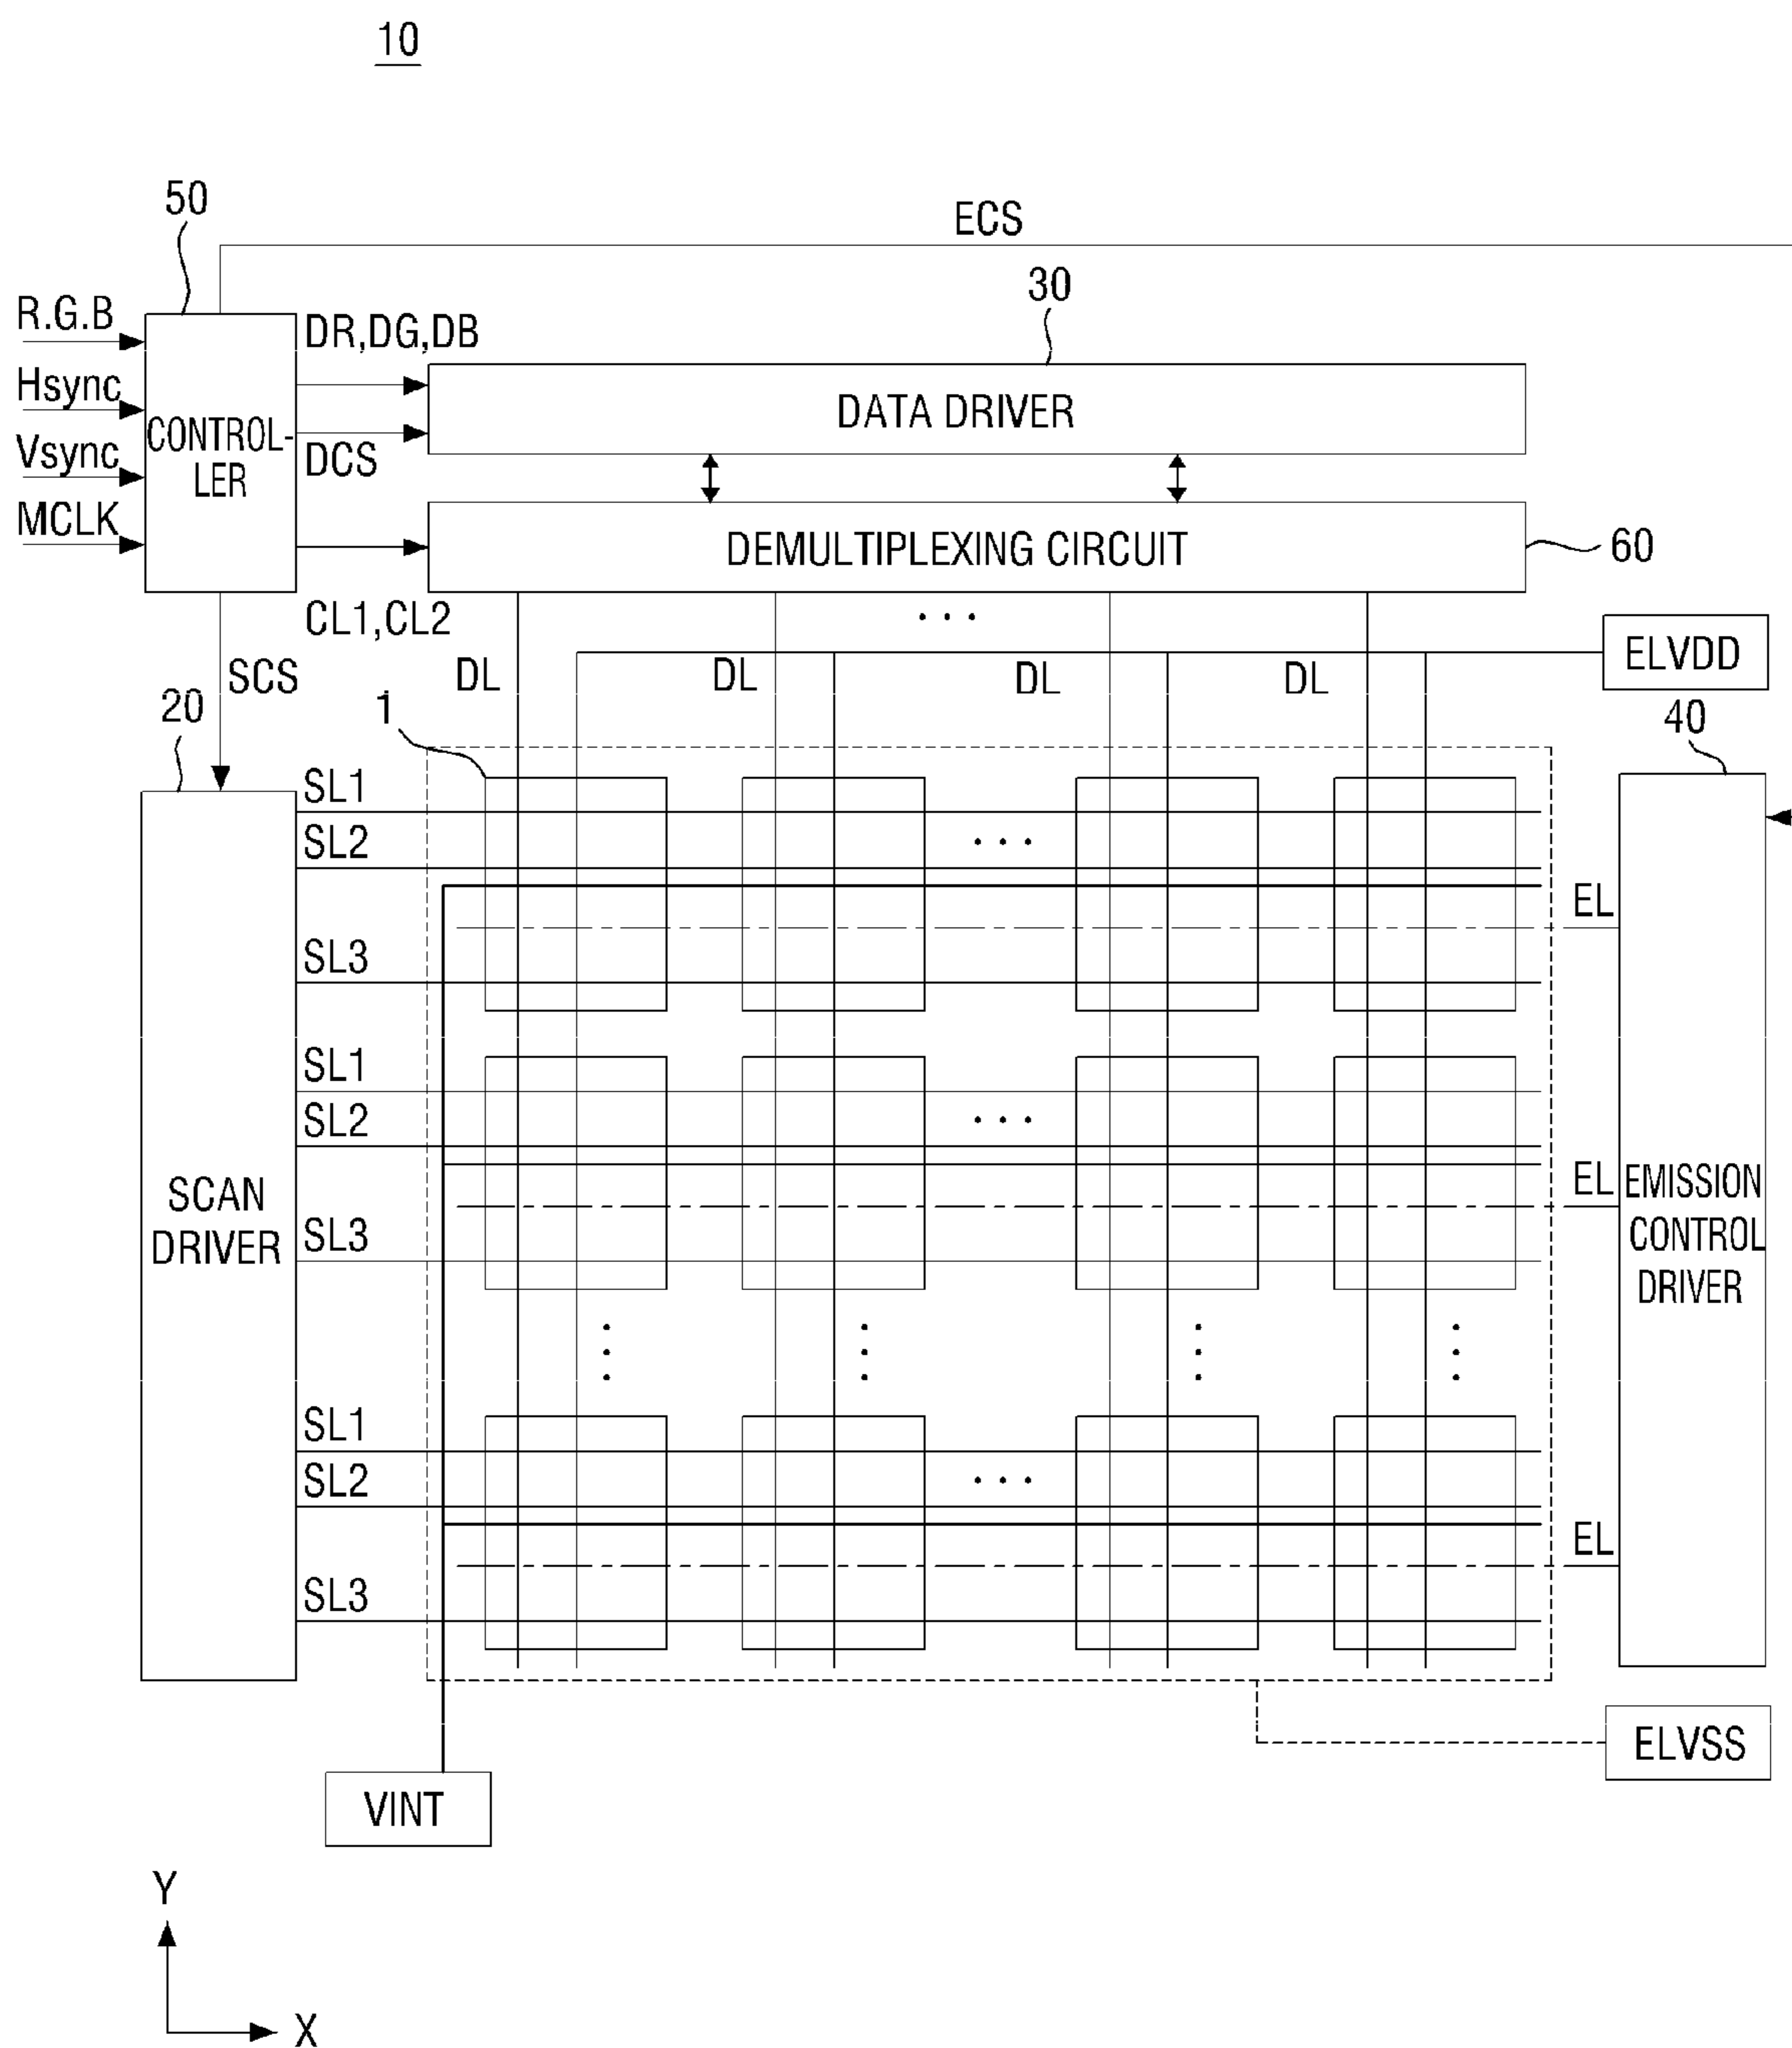 10
50
ECS
30
R.G.B
DR,DG,DB
Hsync
CONTROL-
LER
DATA DRIVER
Vsync
DCS
MCLK
DEMULTIPLEXING CIRCUIT
60
CL1,CL2
...
SCS
DL
DL
DL
DL
ELVDD
20
1
40
SL1
SL2
...
EL
SL3
SL1
SL2
...
SCAN
DRIVER
EL
EMISSION
CONTROL
DRIVER
SL3
SL1
SL2
...
EL
SL3
ELVSS
VINT
Y
X